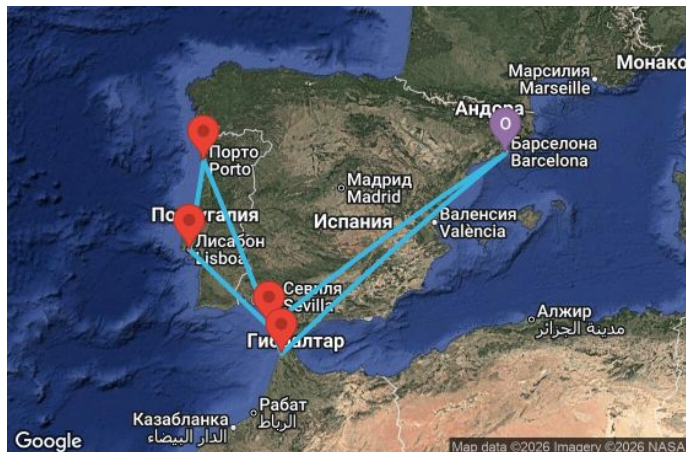 Монако
Марсилия
Marseille
Андора
О
Барселона
Barcelona
Порто
Porto
Мадрид
Madrid
Португалия
Испания
Валенсия
València
Лисабон
Lisboa
Севиля
Sevilla
Гибралтар
Алжир
مدينة الجزائر
Рабат
الرباط
Казабланка
الدار البيضاء
Google
Map data ©2026 Imagery ©2026 NASA